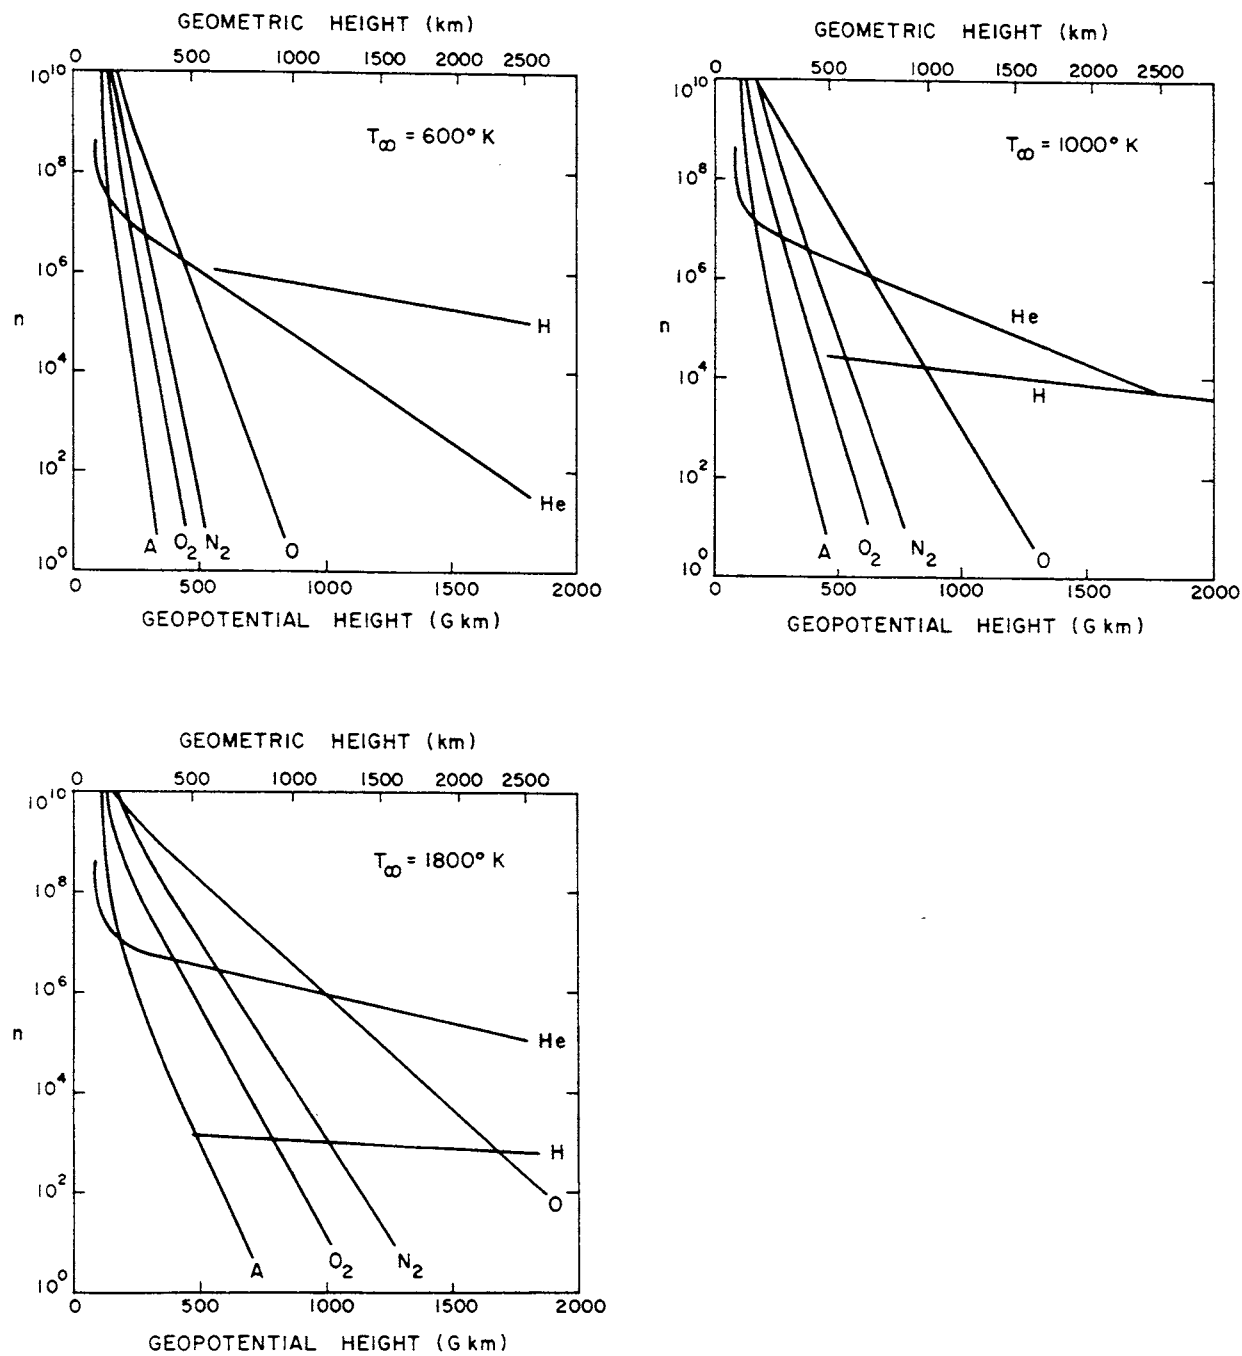 GEOMETRIC HEIGHT (km)
0 500 1000 1500 2000 2500
10^10
10^8
10^6
10^4
10^2
10^0
n
T∞ = 600° K
H
He
A O2 N2 O
0 500 1000 1500 2000
GEOPOTENTIAL HEIGHT (G km)
GEOMETRIC HEIGHT (km)
0 500 1000 1500 2000 2500
10^10
10^8
10^6
10^4
10^2
10^0
n
T∞ = 1000° K
He
H
A O2 N2 O
0 500 1000 1500 2000
GEOPOTENTIAL HEIGHT (G km)
GEOMETRIC HEIGHT (km)
0 500 1000 1500 2000 2500
10^10
10^8
10^6
10^4
10^2
10^0
n
T∞ = 1800° K
He
H
O
A O2 N2
0 500 1000 1500 2000
GEOPOTENTIAL HEIGHT (G km)